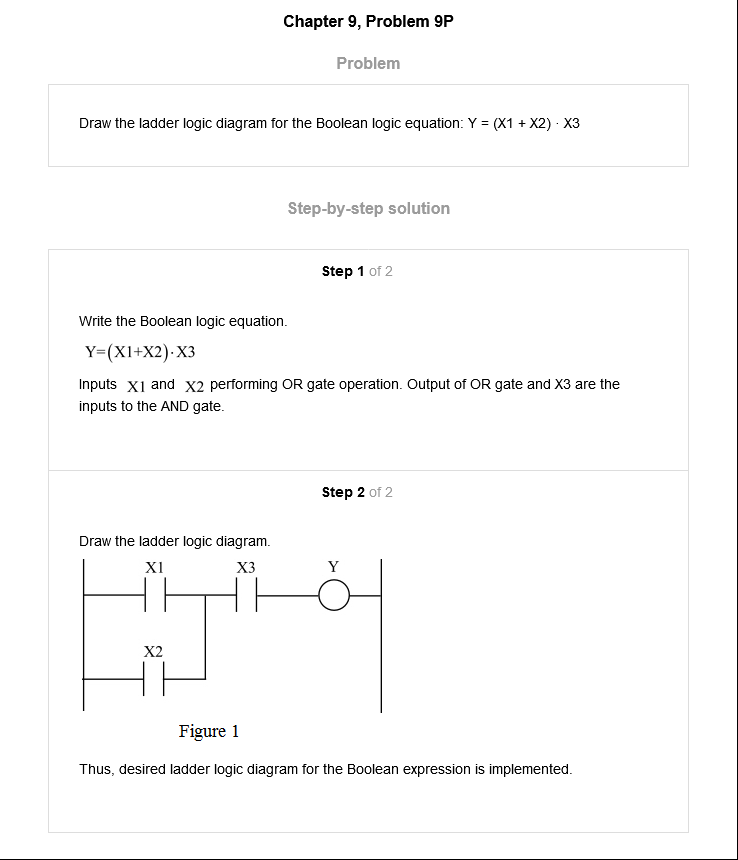 Chapter 9, Problem 9P
Problem
Draw the ladder logic diagram for the Boolean logic equation: Y = (X1 + X2) · X3
Step-by-step solution
Step 1 of 2
Write the Boolean logic equation.
Y=(X1+X2)·X3
Inputs X1 and X2 performing OR gate operation. Output of OR gate and X3 are the
inputs to the AND gate.
Step 2 of 2
Draw the ladder logic diagram.
X1 X3 Y
X2
Figure 1
Thus, desired ladder logic diagram for the Boolean expression is implemented.